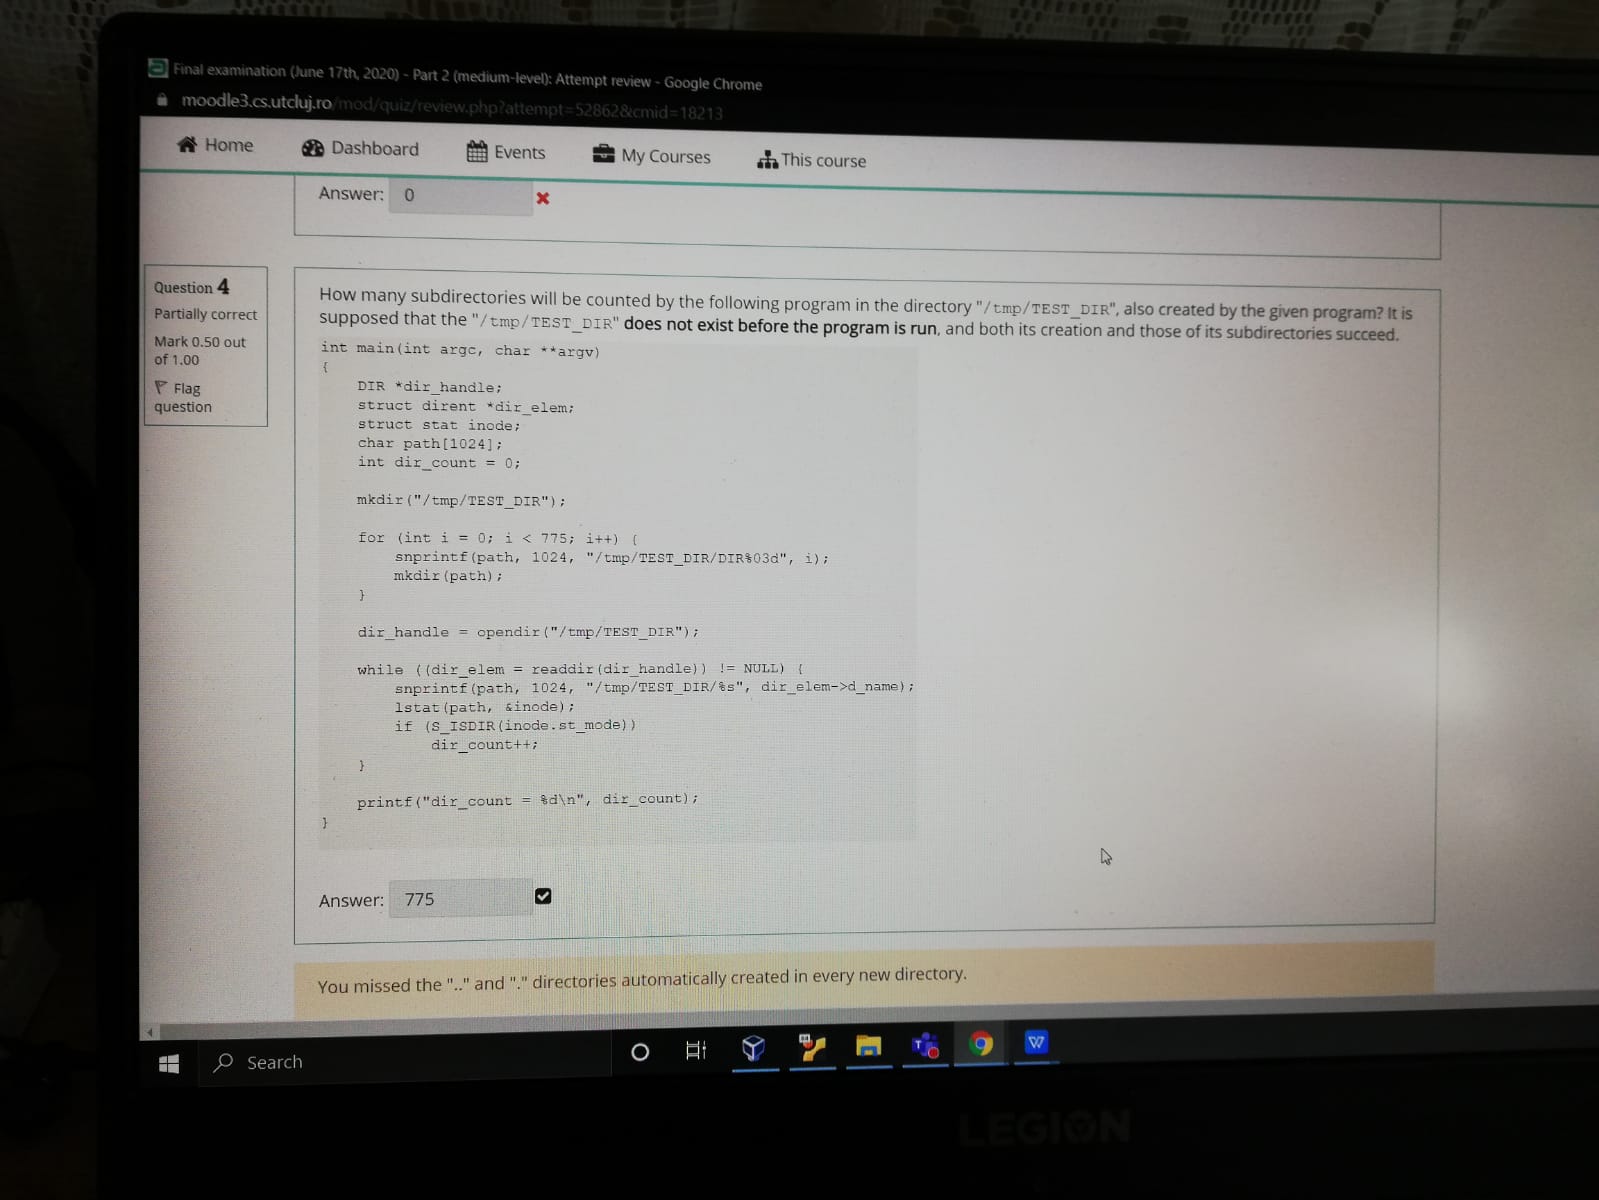 Final examination (June 17th, 2020) - Part 2 (medium-level): Attempt review - Google Chrome
moodle3.cs.utcluj.ro/mod/quiz/review.php?attempt=52862&cmid=18213
Home Dashboard Events My Courses This course
Answer: 0
Question 4
Partially correct
Mark 0.50 out
of 1.00
Flag
question
How many subdirectories will be counted by the following program in the directory "/tmp/TEST_DIR", also created by the given program? It is
supposed that the "/tmp/TEST_DIR" does not exist before the program is run, and both its creation and those of its subdirectories succeed.
int main(int argc, char **argv)
{
    DIR *dir_handle;
    struct dirent *dir_elem;
    struct stat inode;
    char path[1024];
    int dir_count = 0;
    mkdir("/tmp/TEST_DIR");
    for (int i = 0; i < 775; i++) {
        snprintf(path, 1024, "/tmp/TEST_DIR/DIR%03d", i);
        mkdir(path);
    }
    dir_handle = opendir("/tmp/TEST_DIR");
    while ((dir_elem = readdir(dir_handle)) != NULL) {
        snprintf(path, 1024, "/tmp/TEST_DIR/%s", dir_elem->d_name);
        lstat(path, &inode);
        if (S_ISDIR(inode.st_mode))
            dir_count++;
    }
    printf("dir_count = %d\n", dir_count);
}
Answer: 775
You missed the ".." and "." directories automatically created in every new directory.
Search
LEGION